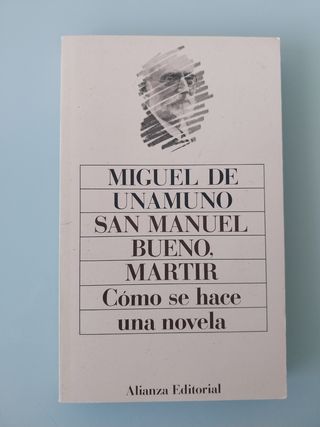 MIGUEL DE
UNAMUNO
SAN MANUEL
BUENO,
MARTIR
Cómo se hace
una novela
Alianza Editorial